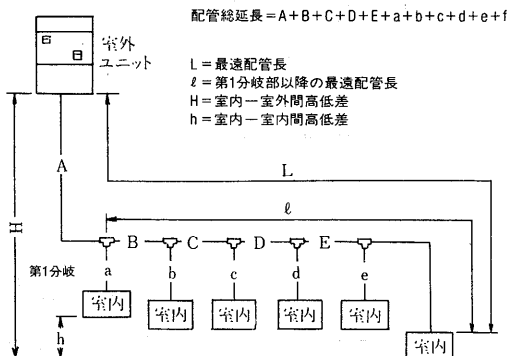 配管総延長=A+B+C+D+E+a+b+c+d+e+f
室外
ユニット
L=最遠配管長
ℓ=第1分岐部以降の最遠配管長
H=室内ー室外間高低差
h=室内ー室内間高低差
A
L
H
ℓ
B C D E
第1分岐 a b c d e
室内 室内 室内 室内 室内
h
室内